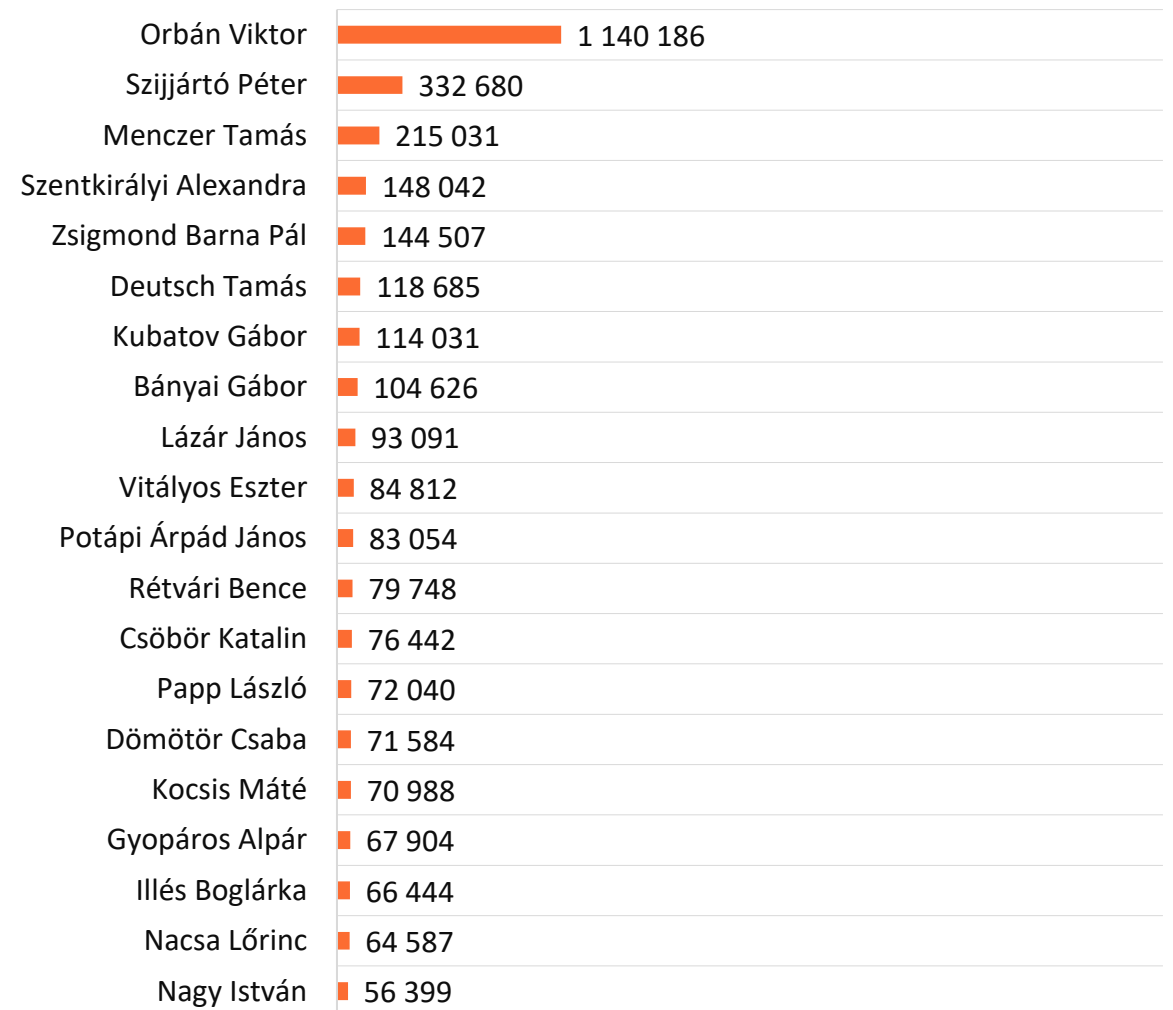 Orbán Viktor 1 140 186
Szijjártó Péter 332 680
Menczer Tamás 215 031
Szentkirályi Alexandra 148 042
Zsigmond Barna Pál 144 507
Deutsch Tamás 118 685
Kubatov Gábor 114 031
Bányai Gábor 104 626
Lázár János 93 091
Vitályos Eszter 84 812
Potápi Árpád János 83 054
Rétvári Bence 79 748
Csöbör Katalin 76 442
Papp László 72 040
Dömötör Csaba 71 584
Kocsis Máté 70 988
Gyopáros Alpár 67 904
Illés Boglárka 66 444
Nacsa Lőrinc 64 587
Nagy István 56 399